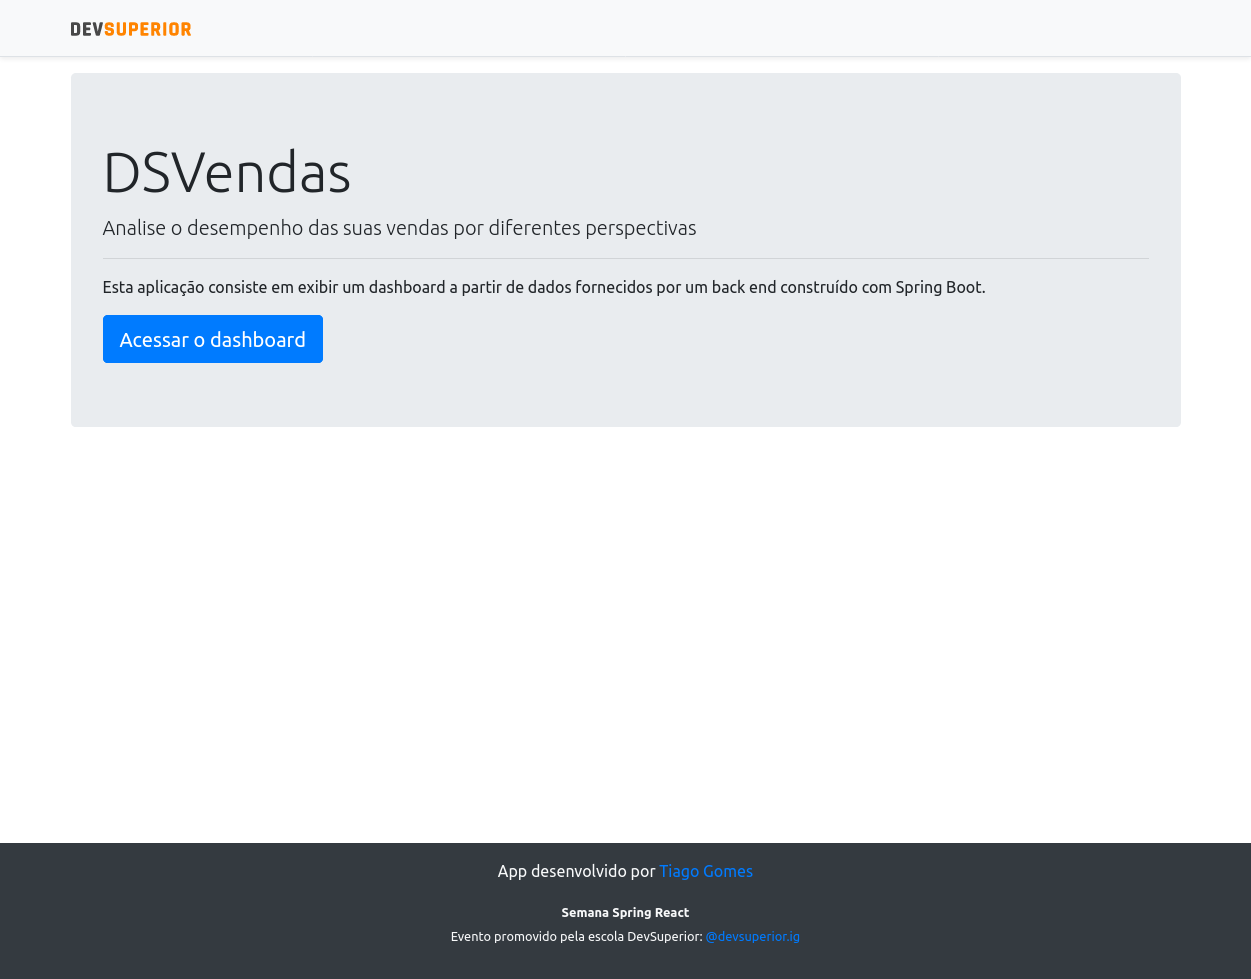 DEVSUPERIOR
DSVendas
Analise o desempenho das suas vendas por diferentes perspectivas
Esta aplicação consiste em exibir um dashboard a partir de dados fornecidos por um back end construído com Spring Boot.
Acessar o dashboard
App desenvolvido por Tiago Gomes
Semana Spring React
Evento promovido pela escola DevSuperior: @devsuperior.ig